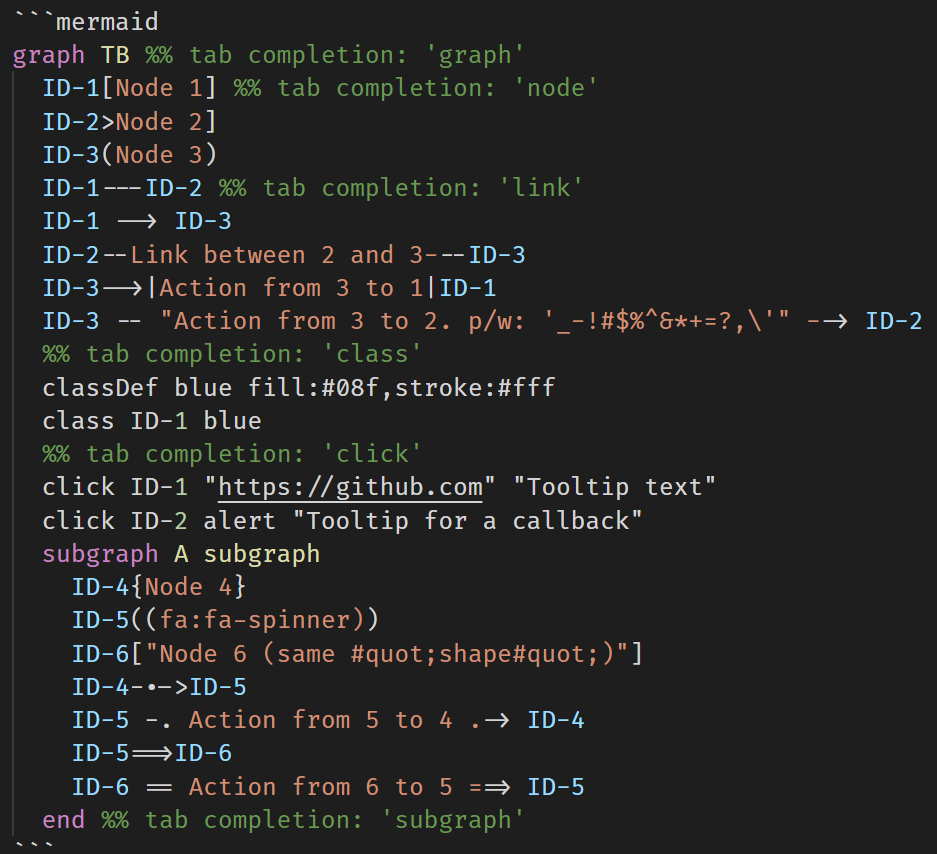 ```mermaid
graph TB %% tab completion: 'graph'
  ID-1[Node 1] %% tab completion: 'node'
  ID-2>Node 2]
  ID-3(Node 3)
  ID-1---ID-2 %% tab completion: 'link'
  ID-1 --> ID-3
  ID-2--Link between 2 and 3---ID-3
  ID-3-->|Action from 3 to 1|ID-1
  ID-3 -- "Action from 3 to 2. p/w: '_-!#$%^&*+=?,\'" --> ID-2
  %% tab completion: 'class'
  classDef blue fill:#08f,stroke:#fff
  class ID-1 blue
  %% tab completion: 'click'
  click ID-1 "https://github.com" "Tooltip text"
  click ID-2 alert "Tooltip for a callback"
  subgraph A subgraph
    ID-4{Node 4}
    ID-5((fa:fa-spinner))
    ID-6["Node 6 (same #quot;shape#quot;)"]
    ID-4-.->ID-5
    ID-5 -. Action from 5 to 4 .-> ID-4
    ID-5==>ID-6
    ID-6 == Action from 6 to 5 ==> ID-5
  end %% tab completion: 'subgraph'
```